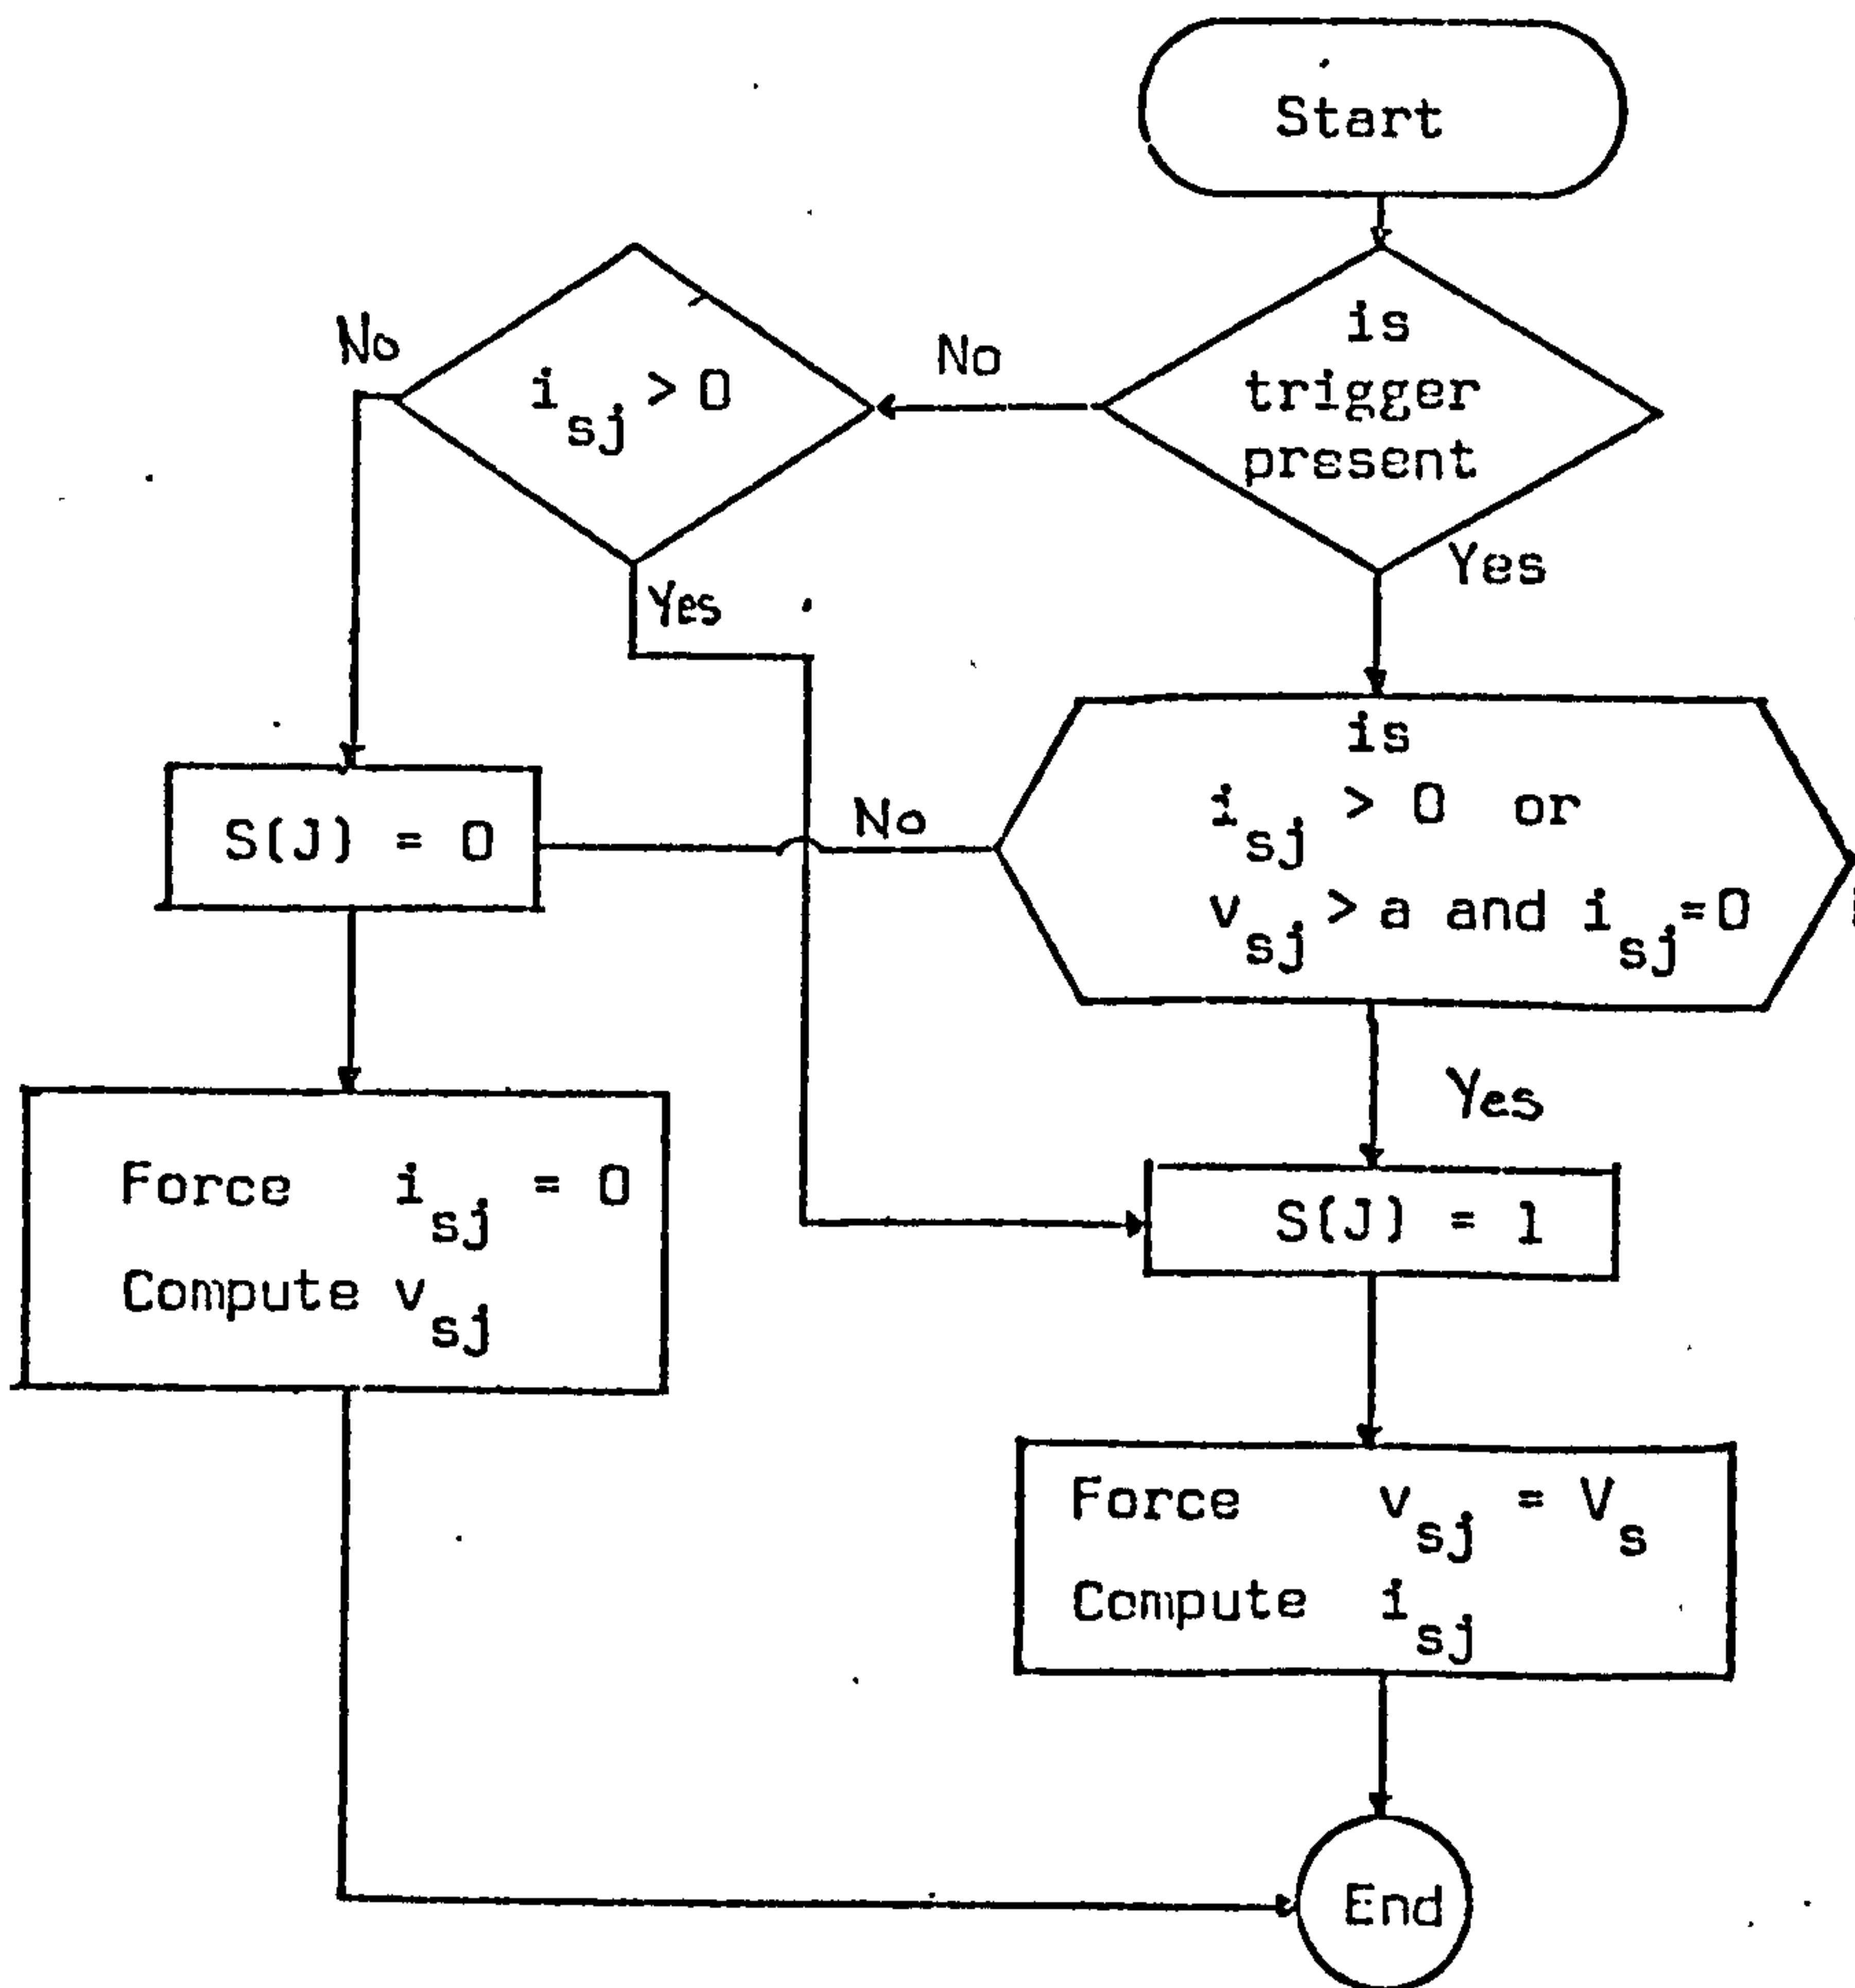 Start
is
trigger
present
No
i_sj > 0
No
Yes
Yes
is
i_sj > 0 or
v_sj > a and i_sj = 0
No
S(J) = 0
Yes
Force i_sj = 0
Compute v_sj
S(J) = 1
Force v_sj = V_s
Compute i_sj
End